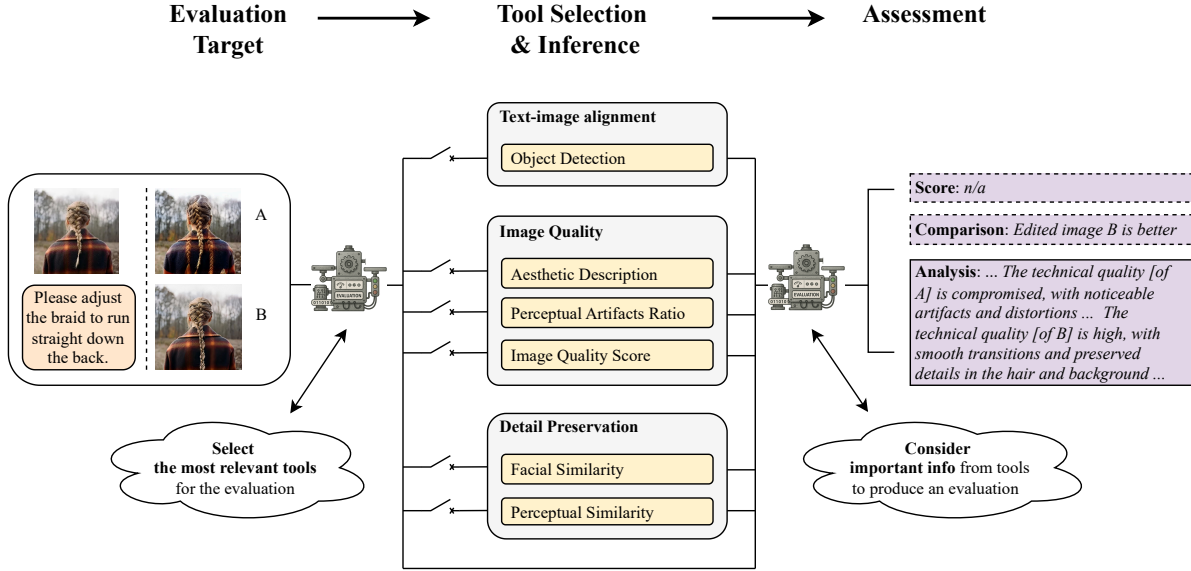 Evaluation
Target
Tool Selection
& Inference
Assessment
A
B
Please adjust
the braid to run
straight down
the back.
EVALUATION
Select
the most relevant tools
for the evaluation
Text-image alignment
Object Detection
Image Quality
Aesthetic Description
Perceptual Artifacts Ratio
Image Quality Score
Detail Preservation
Facial Similarity
Perceptual Similarity
EVALUATION
Consider
important info from tools
to produce an evaluation
Score: n/a
Comparison: Edited image B is better
Analysis: ... The technical quality [of
A] is compromised, with noticeable
artifacts and distortions ... The
technical quality [of B] is high, with
smooth transitions and preserved
details in the hair and background ...